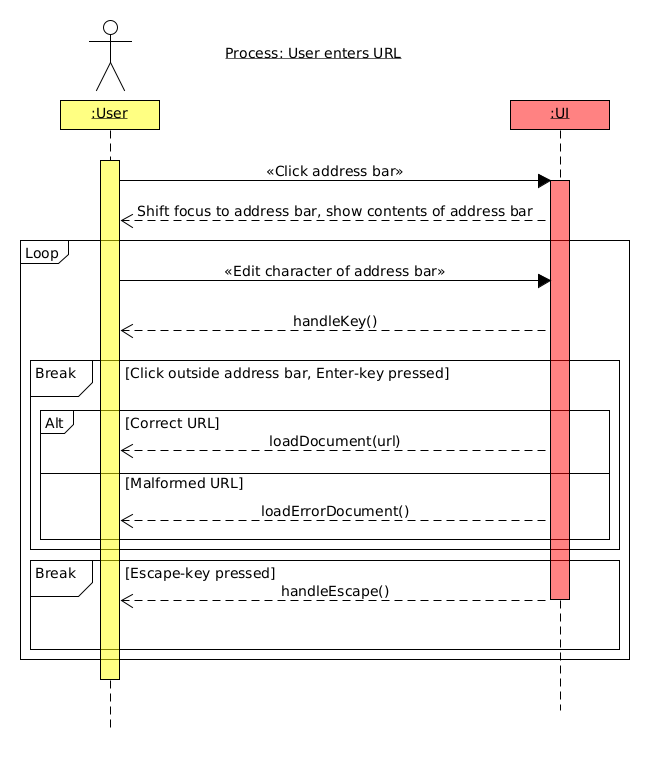 Process: User enters URL
:User
:UI
«Click address bar»
Shift focus to address bar, show contents of address bar
Loop
«Edit character of address bar»
handleKey()
Break
[Click outside address bar, Enter-key pressed]
Alt
[Correct URL]
loadDocument(url)
[Malformed URL]
loadErrorDocument()
Break
[Escape-key pressed]
handleEscape()